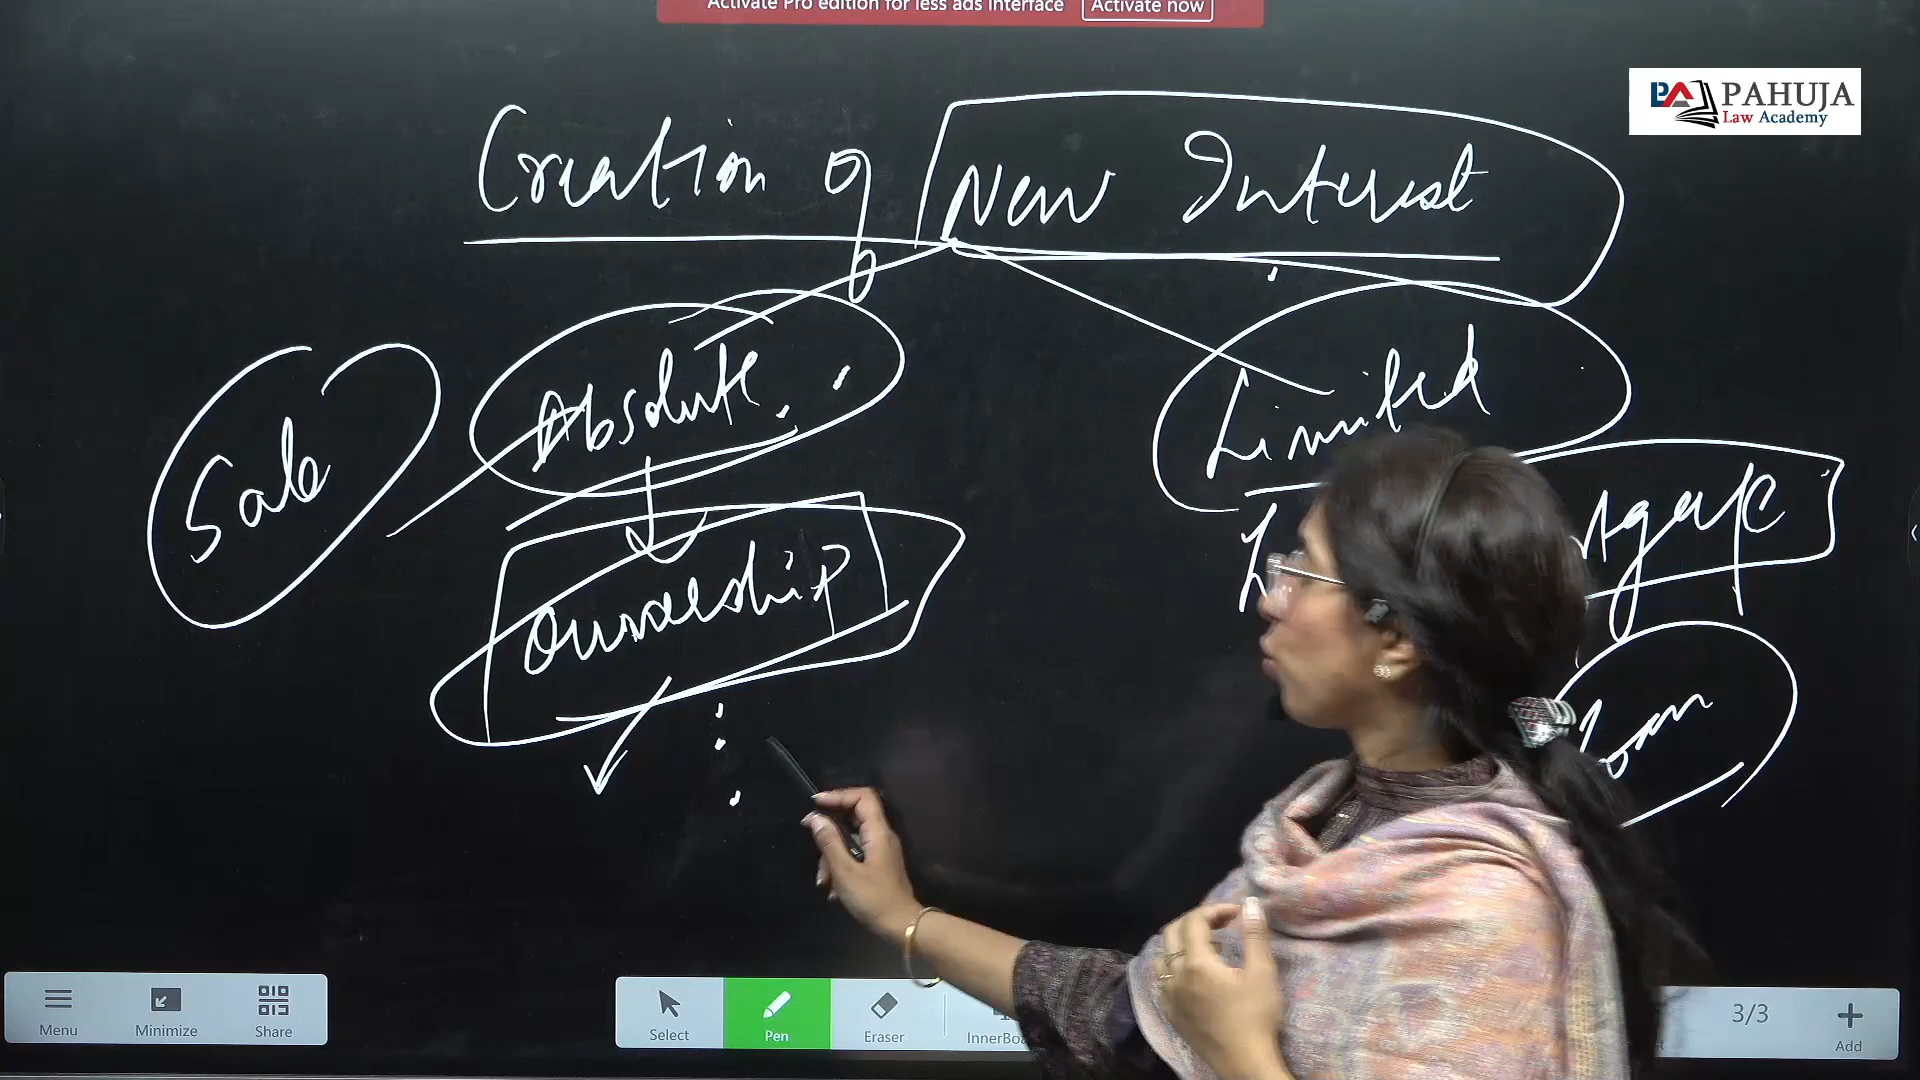 Activate Pro edition for less ads interface Activate now
PAHUJA
Law Academy
Creation of New Interest
Absolute
Limited
Sale
Ownership
Loan
Menu
Minimize
Share
Select
Pen
Eraser
3/3
Add